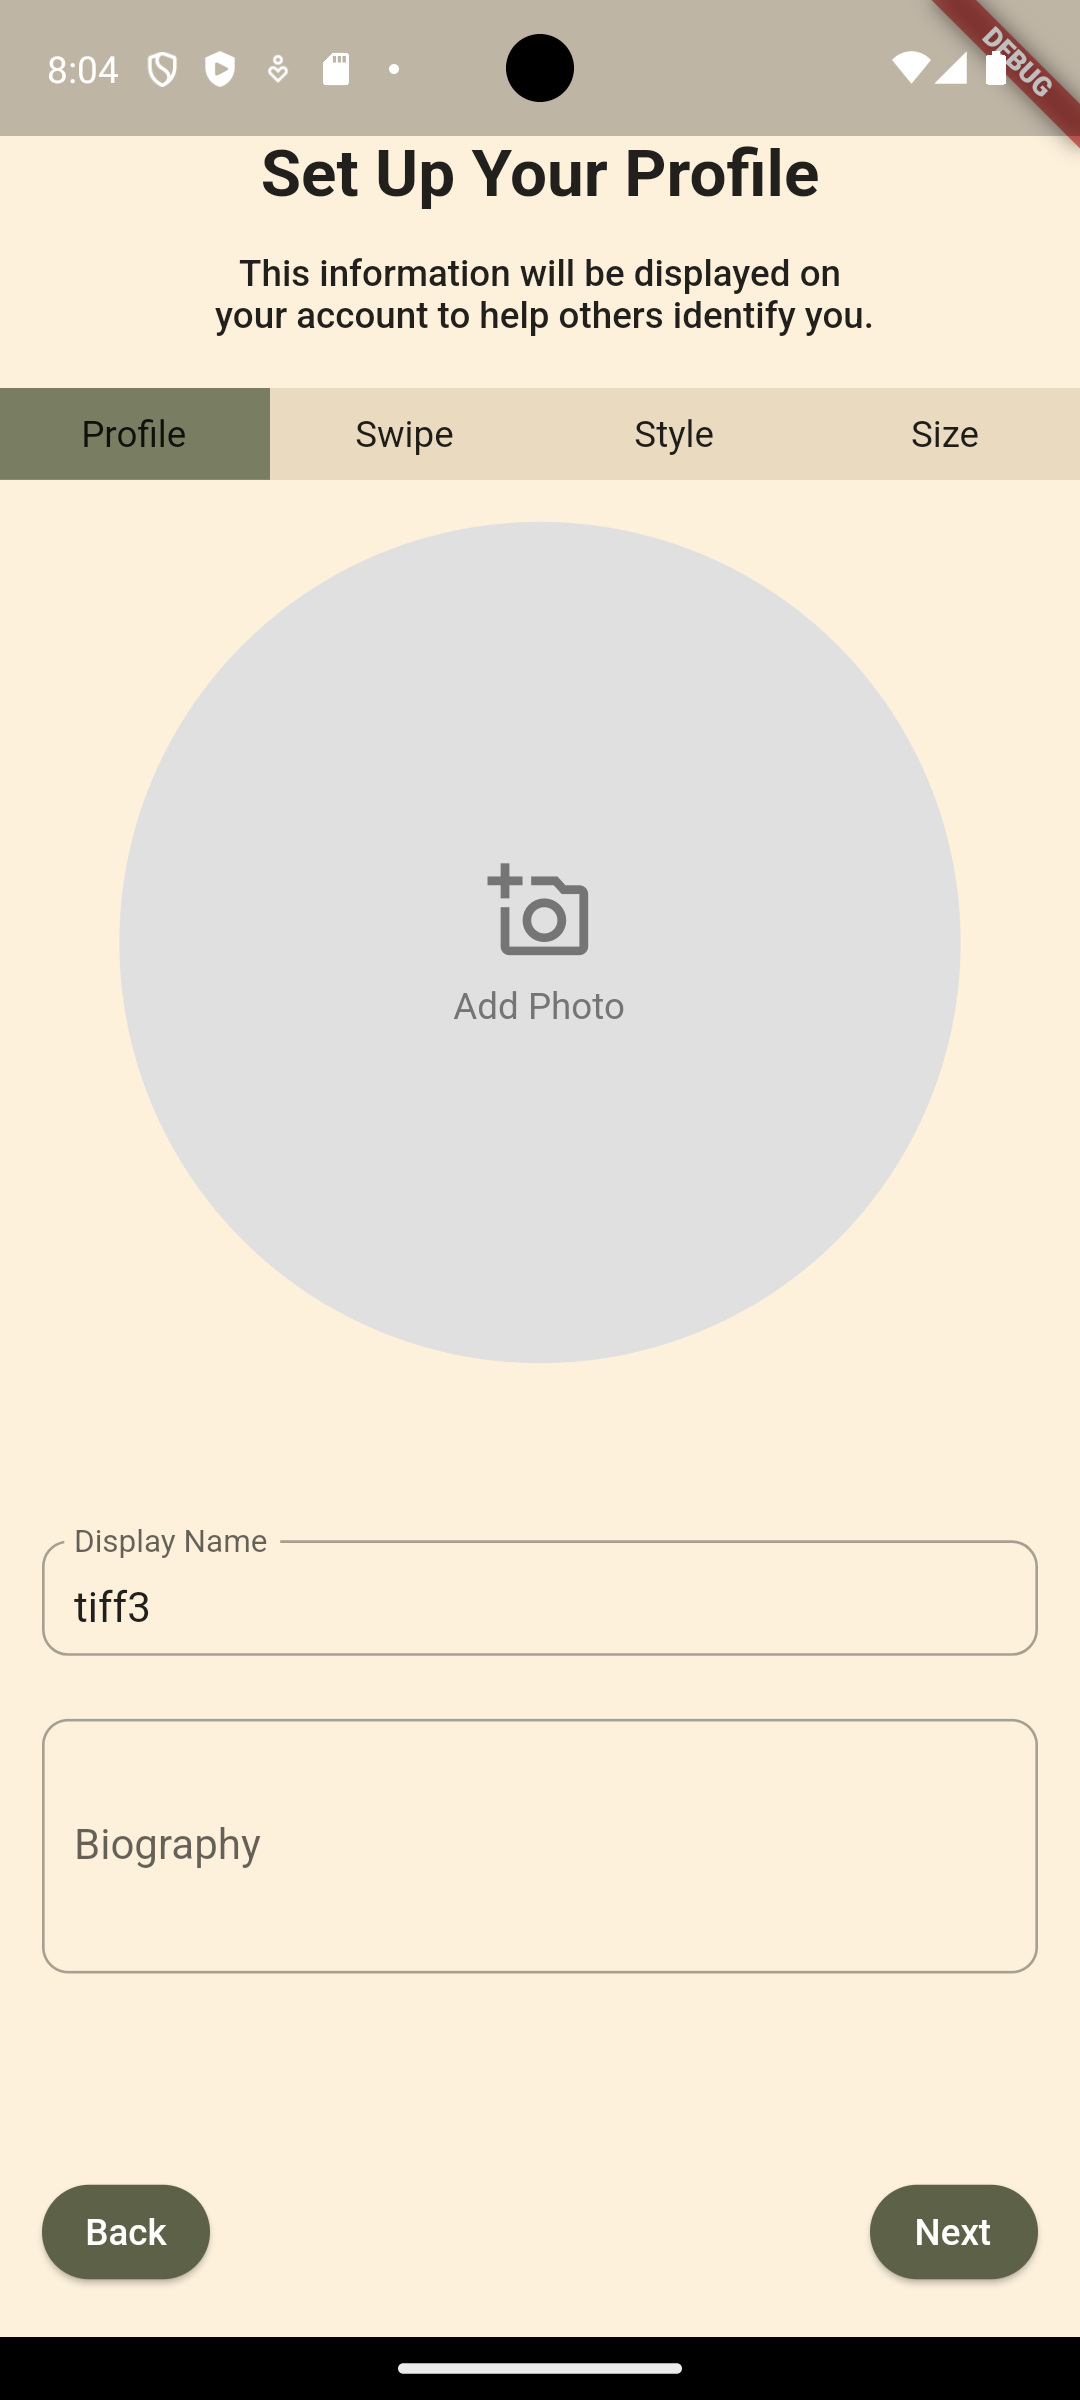 8:04
DEBUG
Set Up Your Profile
This information will be displayed on
your account to help others identify you.
Profile Swipe Style Size
Add Photo
Display Name
tiff3
Biography
Back Next